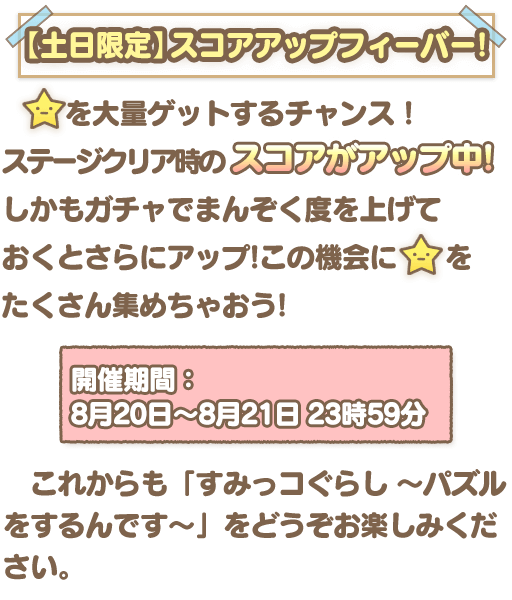 【土日限定】スコアアップフィーバー!
を大量ゲットするチャンス！
ステージクリア時のスコアがアップ中!
しかもガチャでまんぞく度を上げて
おくとさらにアップ!この機会にを
たくさん集めちゃおう!
開催期間：
8月20日～8月21日 23時59分
これからも「すみっコぐらし ～パズル
をするんです～」をどうぞお楽しみくだ
さい。